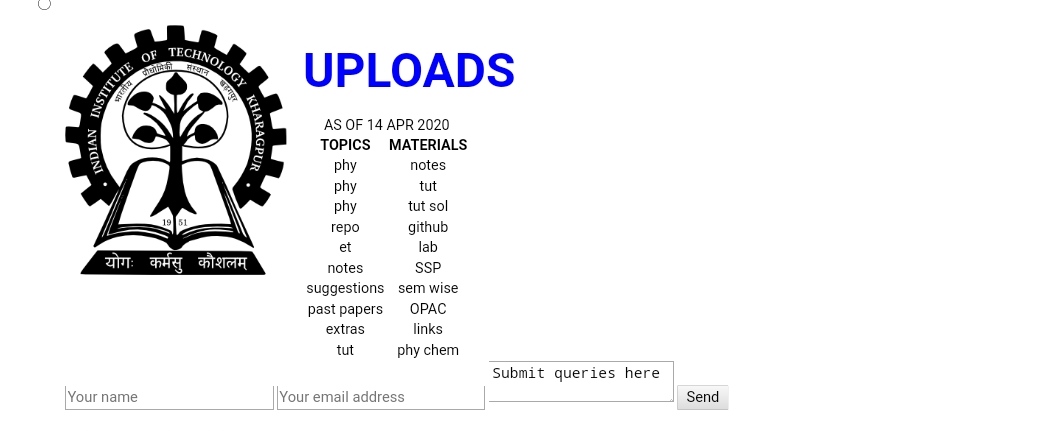 INDIAN INSTITUTE OF TECHNOLOGY KHARAGPUR
भारतीय प्रौद्योगिकी संस्थान खड़गपुर
19 51
योगः कर्मसु कौशलम्
UPLOADS
AS OF 14 APR 2020
TOPICS MATERIALS
phy notes
phy tut
phy tut sol
repo github
et lab
notes SSP
suggestions sem wise
past papers OPAC
extras links
tut phy chem
Your name Your email address Submit queries here Send